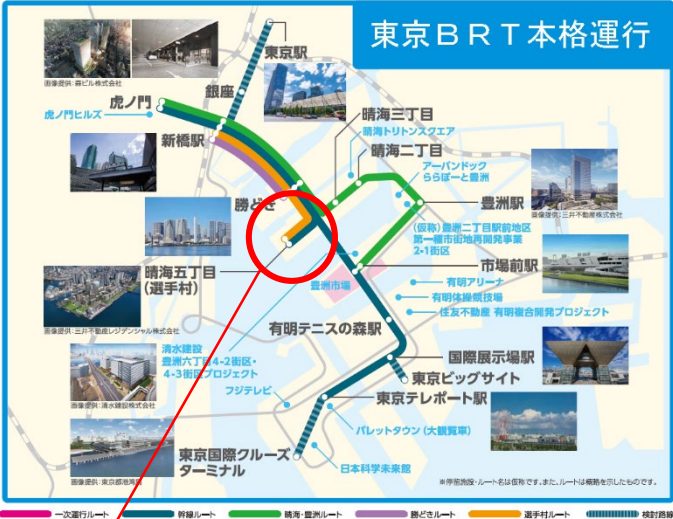 東京BRT本格運行
東京駅
画像提供：森ビル株式会社
銀座
虎ノ門
虎ノ門ヒルズ
新橋駅
晴海三丁目
晴海トリトンスクエア
晴海二丁目
アーバンドック
ららぽーと豊洲
勝どき
豊洲駅
画像提供：三井不動産株式会社
(仮称)豊洲二丁目駅前地区
第一種市街地再開発事業
2-1街区
晴海五丁目
(選手村)
市場前駅
豊洲市場
有明アリーナ
有明体操競技場
住友不動産 有明複合開発プロジェクト
画像提供：三井不動産レジデンシャル株式会社
有明テニスの森駅
清水建設
豊洲六丁目4-2街区・
4-3街区プロジェクト
国際展示場駅
フジテレビ
東京ビッグサイト
画像提供：清水建設株式会社
東京テレポート駅
パレットタウン(大観覧車)
東京国際クルーズ
ターミナル
日本科学未来館
画像提供：東京都港湾局
※停留施設・ルート名は仮称です。また、ルートは概略を示したものです。
一次運行ルート 幹線ルート 晴海・豊洲ルート 勝どきルート 選手村ルート 検討路線